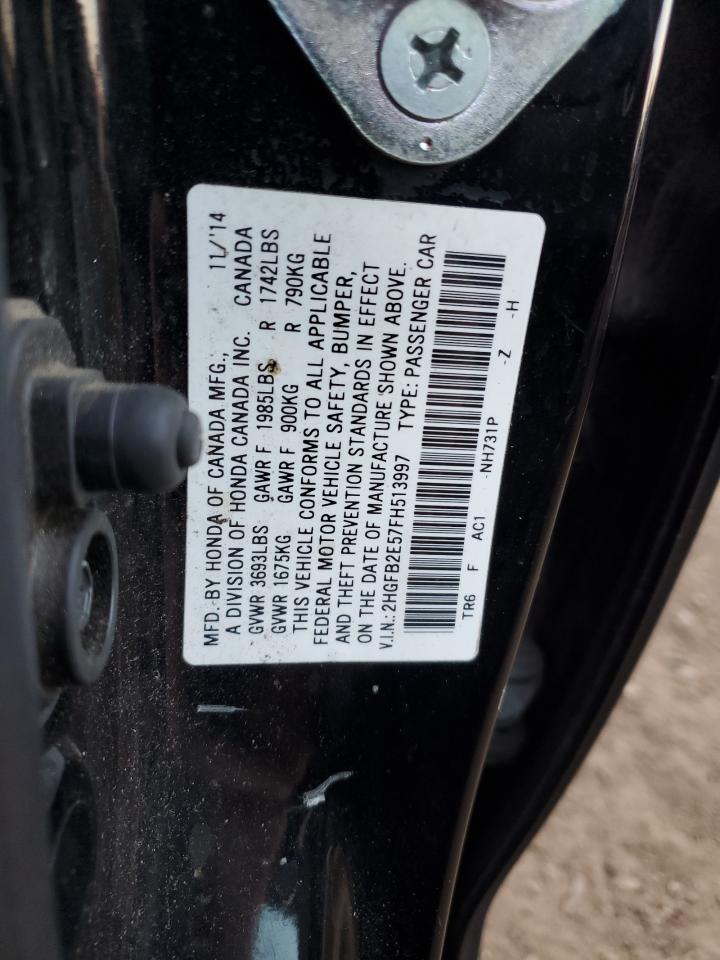 MFD. BY HONDA OF CANADA MFG., 11/'14
A DIVISION OF HONDA CANADA INC. CANADA
GVWR 3693LBS GAWR F 1985LBS R 1742LBS
GVWR 1675KG GAWR F 900KG R 790KG
THIS VEHICLE CONFORMS TO ALL APPLICABLE
FEDERAL MOTOR VEHICLE SAFETY, BUMPER,
AND THEFT PREVENTION STANDARDS IN EFFECT
ON THE DATE OF MANUFACTURE SHOWN ABOVE.
V.I.N.: 2HGFB2E57FH513997 TYPE: PASSENGER CAR
TR6 F AC1 -NH731P -Z -H